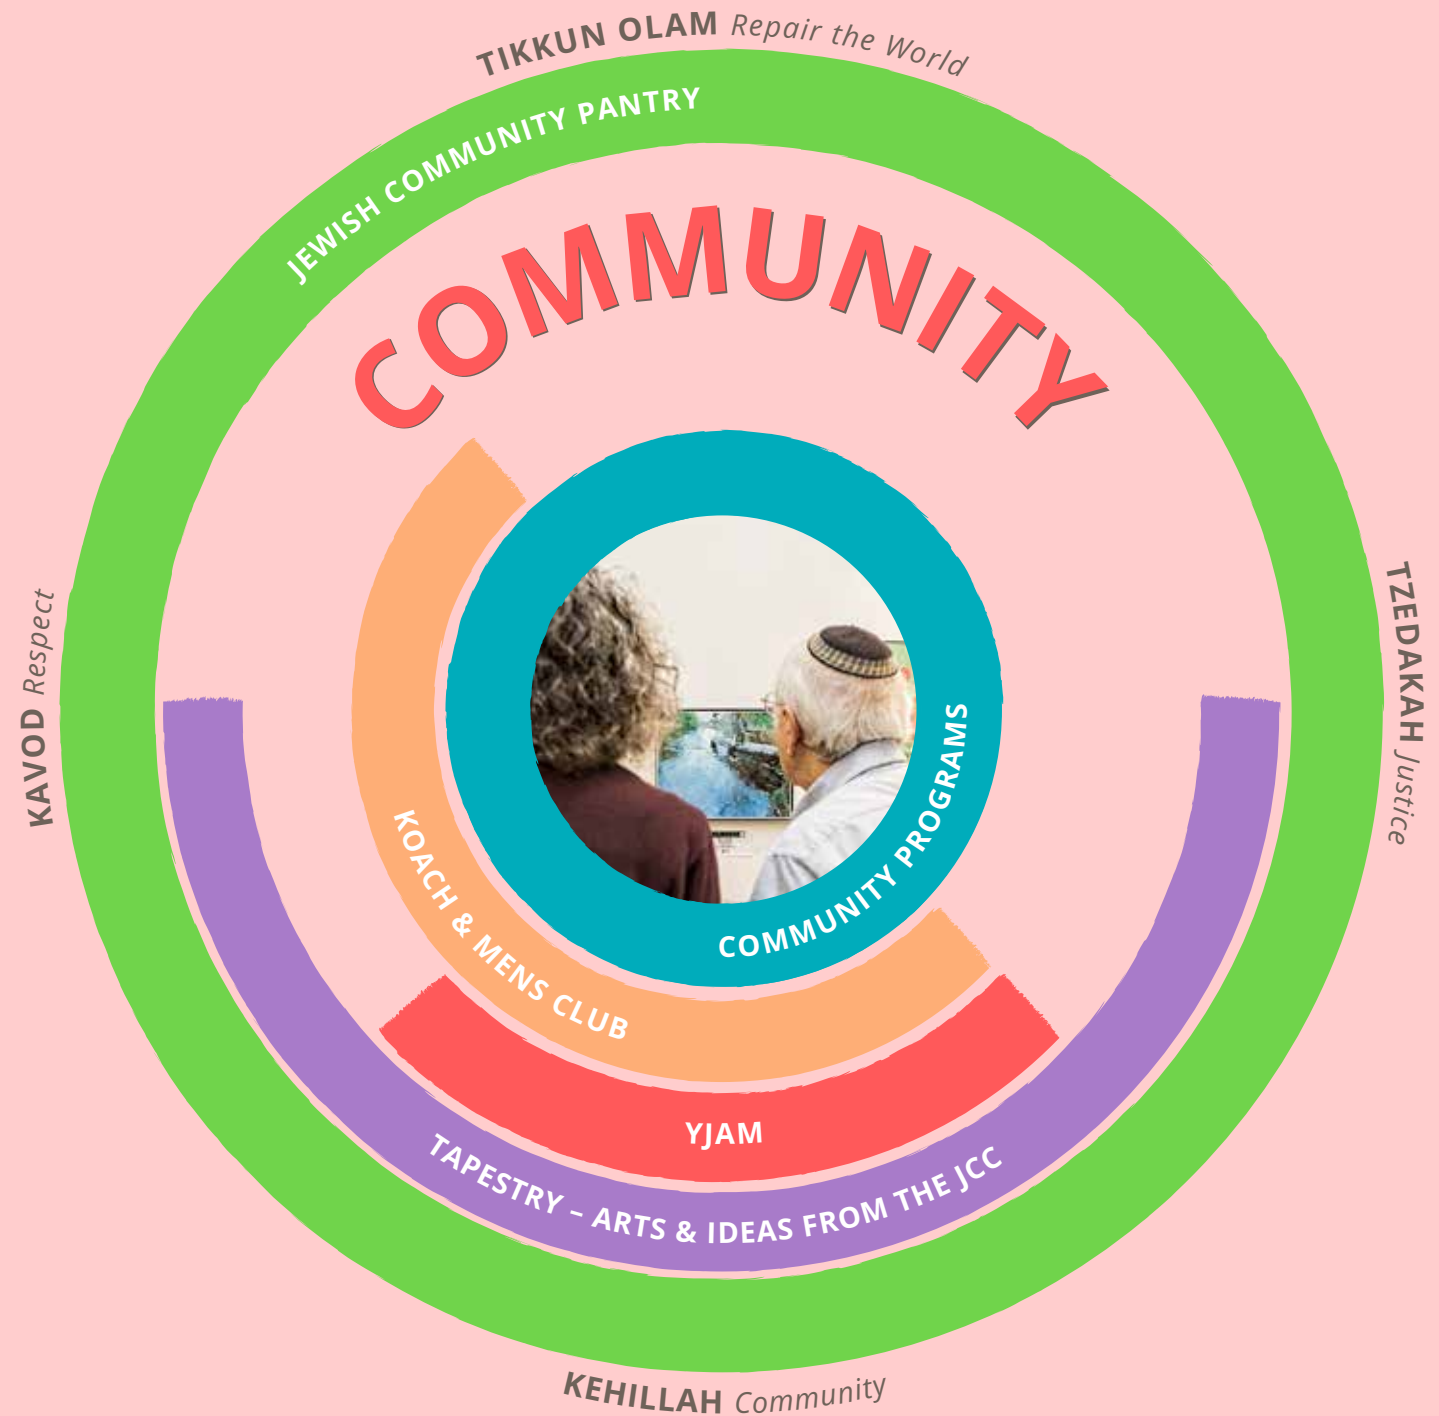 TIKKUN OLAM Repair the World
JEWISH COMMUNITY PANTRY
COMMUNITY
KAVOD Respect
TZEDAKAH Justice
COMMUNITY PROGRAMS
KOACH & MENS CLUB
YJAM
TAPESTRY – ARTS & IDEAS FROM THE JCC
KEHILLAH Community